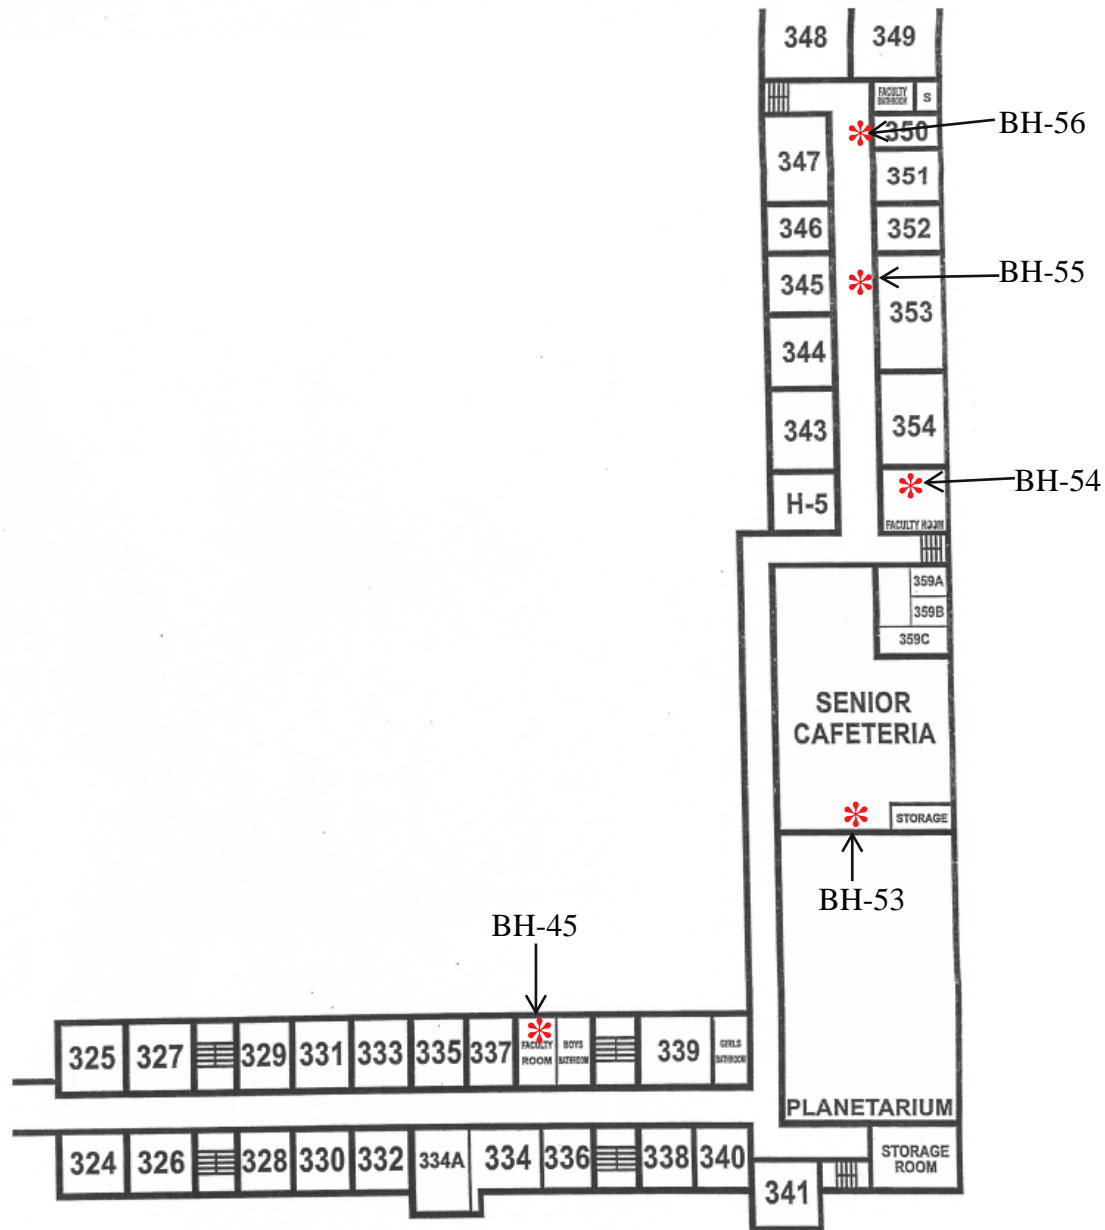 348
349
FACULTY
BATHROOM
S
350
BH-56
347
351
346
352
345
BH-55
353
344
343
354
H-5
BH-54
FACULTY ROOM
359A
359B
359C
SENIOR
CAFETERIA
STORAGE
BH-53
BH-45
325
327
329
331
333
335
337
FACULTY
ROOM
BOYS
BATHROOM
339
GIRLS
BATHROOM
PLANETARIUM
324
326
328
330
332
334A
334
336
338
340
341
STORAGE
ROOM